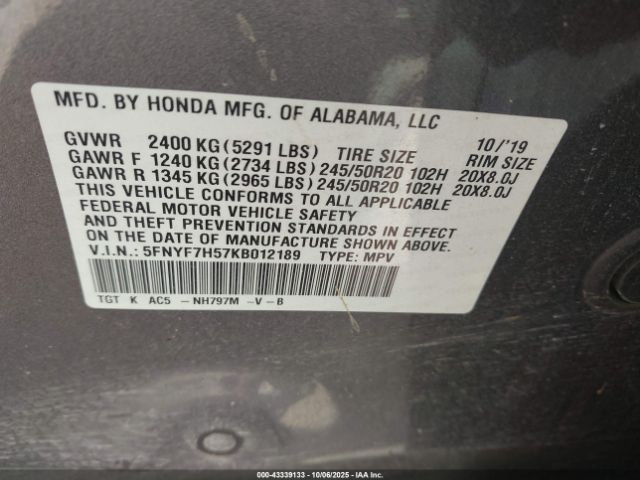 MFD. BY HONDA MFG. OF ALABAMA, LLC
GVWR 2400 KG (5291 LBS) TIRE SIZE 10/'19 RIM SIZE
GAWR F 1240 KG (2734 LBS) 245/50R20 102H 20X8.0J
GAWR R 1345 KG (2965 LBS) 245/50R20 102H 20X8.0J
THIS VEHICLE CONFORMS TO ALL APPLICABLE
FEDERAL MOTOR VEHICLE SAFETY
AND THEFT PREVENTION STANDARDS IN EFFECT
ON THE DATE OF MANUFACTURE SHOWN ABOVE.
V.I.N.: 5FNYF7H57KB012189 TYPE: MPV
TGT K AC5 - NH797M -V-B
000-43339133 - 10/06/2025 - IAAI.com